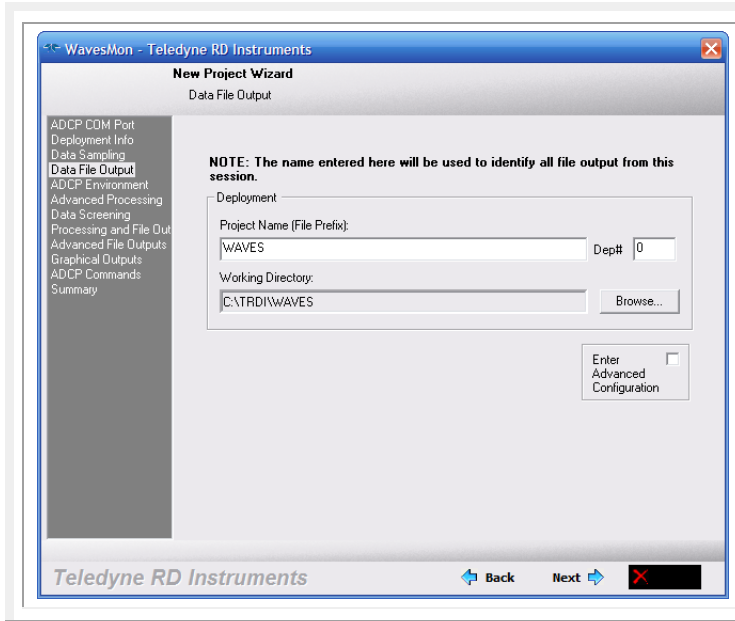 WavesMon - Teledyne RD Instruments
New Project Wizard
Data File Output
ADCP COM Port
Deployment Info
Data Sampling
Data File Output
ADCP Environment
Advanced Processing
Data Screening
Processing and File Out
Advanced File Outputs
Graphical Outputs
ADCP Commands
Summary
NOTE: The name entered here will be used to identify all file output from this
session.
Deployment
Project Name (File Prefix):
WAVES
Dep# 0
Working Directory:
C:\TRDI\WAVES
Browse...
Enter
Advanced
Configuration
Teledyne RD Instruments
Back
Next